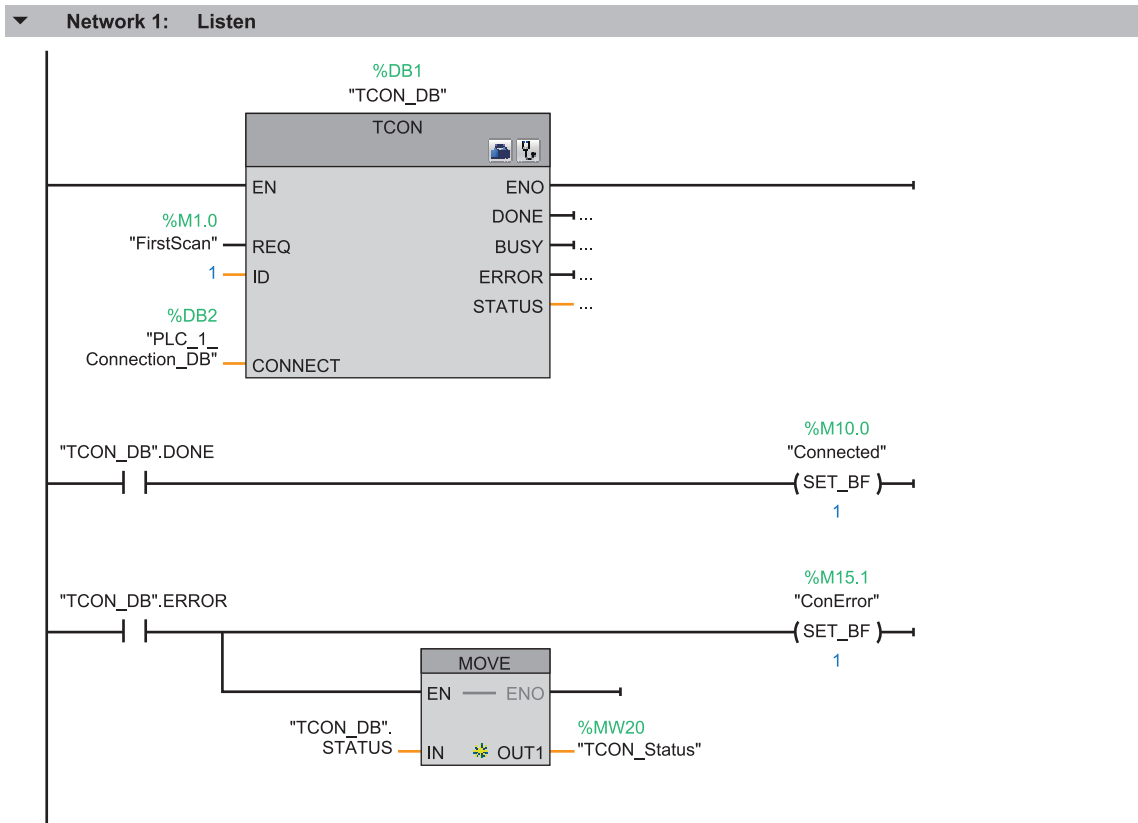 Network 1: Listen
%DB1
"TCON_DB"
TCON
EN
ENO
DONE
...
%M1.0
"FirstScan"
REQ
BUSY
...
1
ID
ERROR
...
STATUS
...
%DB2
"PLC_1_
Connection_DB"
CONNECT
%M10.0
"TCON_DB".DONE
"Connected"
( SET_BF )
1
%M15.1
"TCON_DB".ERROR
"ConError"
( SET_BF )
1
MOVE
EN
ENO
"TCON_DB".
STATUS
IN
OUT1
%MW20
"TCON_Status"